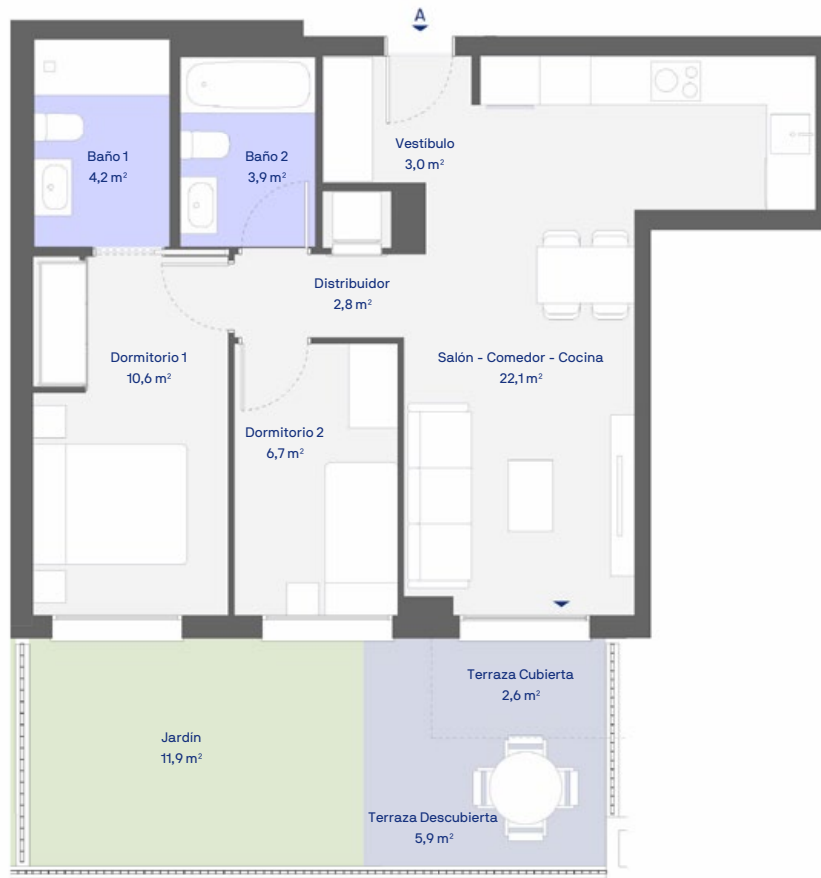 A
Vestíbulo
3,0 m²
Baño 1
4,2 m²
Baño 2
3,9 m²
Distribuidor
2,8 m²
Dormitorio 1
10,6 m²
Salón - Comedor - Cocina
22,1 m²
Dormitorio 2
6,7 m²
Terraza Cubierta
2,6 m²
Jardín
11,9 m²
Terraza Descubierta
5,9 m²